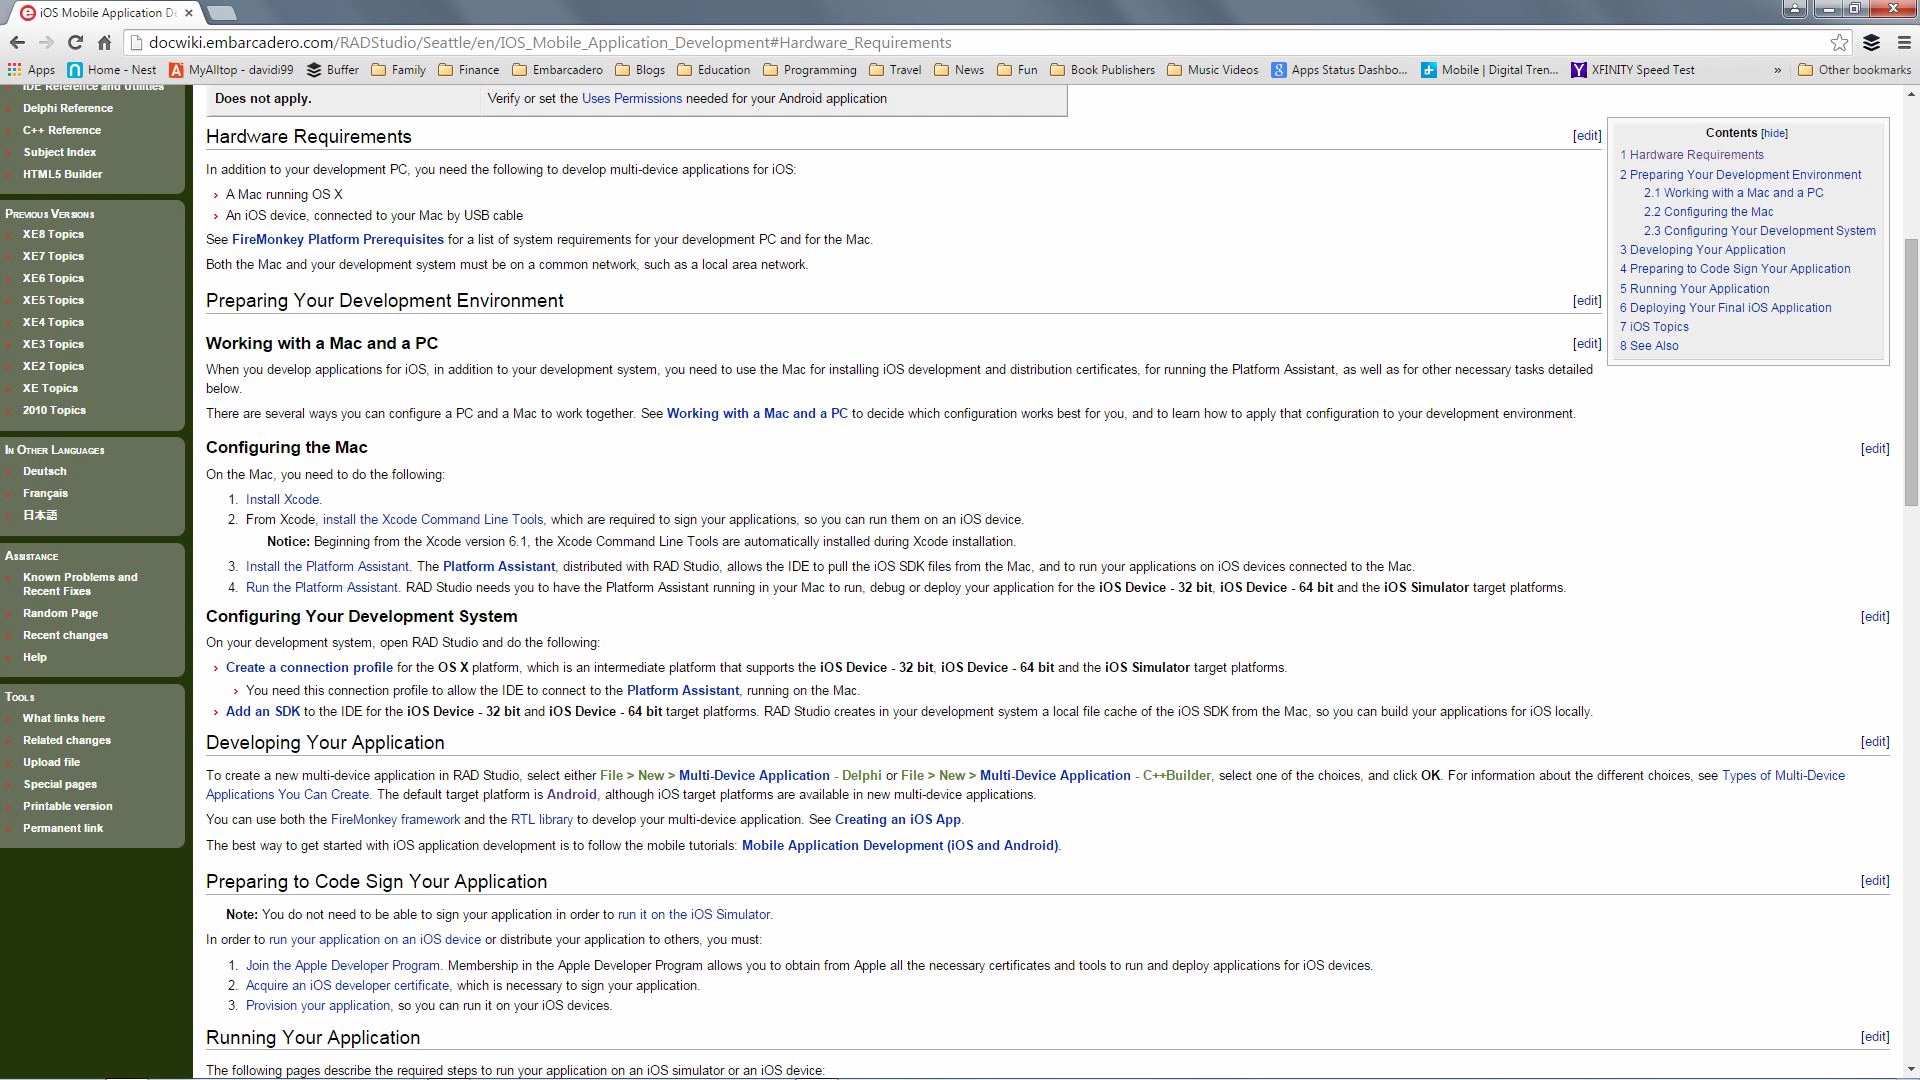 iOS Mobile Application De
docwiki.embarcadero.com/RADStudio/Seattle/en/IOS_Mobile_Application_Development#Hardware_Requirements
Apps Home - Nest MyAlltop - davidi99 Buffer Family Finance Embarcadero Blogs Education Programming Travel News Fun Book Publishers Music Videos Apps Status Dashbo... Mobile | Digital Tren... XFINITY Speed Test » Other bookmarks
IDE Reference and Utilities
Delphi Reference
C++ Reference
Subject Index
HTML5 Builder
Previous Versions
XE8 Topics
XE7 Topics
XE6 Topics
XE5 Topics
XE4 Topics
XE3 Topics
XE2 Topics
XE Topics
2010 Topics
In Other Languages
Deutsch
Français
日本語
Assistance
Known Problems and
Recent Fixes
Random Page
Recent changes
Help
Tools
What links here
Related changes
Upload file
Special pages
Printable version
Permanent link
Does not apply. Verify or set the Uses Permissions needed for your Android application
Hardware Requirements [edit]
In addition to your development PC, you need the following to develop multi-device applications for iOS:
› A Mac running OS X
› An iOS device, connected to your Mac by USB cable
See FireMonkey Platform Prerequisites for a list of system requirements for your development PC and for the Mac.
Both the Mac and your development system must be on a common network, such as a local area network.
Preparing Your Development Environment [edit]
Working with a Mac and a PC [edit]
When you develop applications for iOS, in addition to your development system, you need to use the Mac for installing iOS development and distribution certificates, for running the Platform Assistant, as well as for other necessary tasks detailed
below.
There are several ways you can configure a PC and a Mac to work together. See Working with a Mac and a PC to decide which configuration works best for you, and to learn how to apply that configuration to your development environment.
Configuring the Mac [edit]
On the Mac, you need to do the following:
1. Install Xcode.
2. From Xcode, install the Xcode Command Line Tools, which are required to sign your applications, so you can run them on an iOS device.
Notice: Beginning from the Xcode version 6.1, the Xcode Command Line Tools are automatically installed during Xcode installation.
3. Install the Platform Assistant. The Platform Assistant, distributed with RAD Studio, allows the IDE to pull the iOS SDK files from the Mac, and to run your applications on iOS devices connected to the Mac.
4. Run the Platform Assistant. RAD Studio needs you to have the Platform Assistant running in your Mac to run, debug or deploy your application for the iOS Device - 32 bit, iOS Device - 64 bit and the iOS Simulator target platforms.
Configuring Your Development System [edit]
On your development system, open RAD Studio and do the following:
› Create a connection profile for the OS X platform, which is an intermediate platform that supports the iOS Device - 32 bit, iOS Device - 64 bit and the iOS Simulator target platforms.
› You need this connection profile to allow the IDE to connect to the Platform Assistant, running on the Mac.
› Add an SDK to the IDE for the iOS Device - 32 bit and iOS Device - 64 bit target platforms. RAD Studio creates in your development system a local file cache of the iOS SDK from the Mac, so you can build your applications for iOS locally.
Developing Your Application [edit]
To create a new multi-device application in RAD Studio, select either File > New > Multi-Device Application - Delphi or File > New > Multi-Device Application - C++Builder, select one of the choices, and click OK. For information about the different choices, see Types of Multi-Device
Applications You Can Create. The default target platform is Android, although iOS target platforms are available in new multi-device applications.
You can use both the FireMonkey framework and the RTL library to develop your multi-device application. See Creating an iOS App.
The best way to get started with iOS application development is to follow the mobile tutorials: Mobile Application Development (iOS and Android).
Preparing to Code Sign Your Application [edit]
Note: You do not need to be able to sign your application in order to run it on the iOS Simulator.
In order to run your application on an iOS device or distribute your application to others, you must:
1. Join the Apple Developer Program. Membership in the Apple Developer Program allows you to obtain from Apple all the necessary certificates and tools to run and deploy applications for iOS devices.
2. Acquire an iOS developer certificate, which is necessary to sign your application.
3. Provision your application, so you can run it on your iOS devices.
Running Your Application [edit]
The following pages describe the required steps to run your application on an iOS simulator or an iOS device:
Contents [hide]
1 Hardware Requirements
2 Preparing Your Development Environment
2.1 Working with a Mac and a PC
2.2 Configuring the Mac
2.3 Configuring Your Development System
3 Developing Your Application
4 Preparing to Code Sign Your Application
5 Running Your Application
6 Deploying Your Final iOS Application
7 iOS Topics
8 See Also